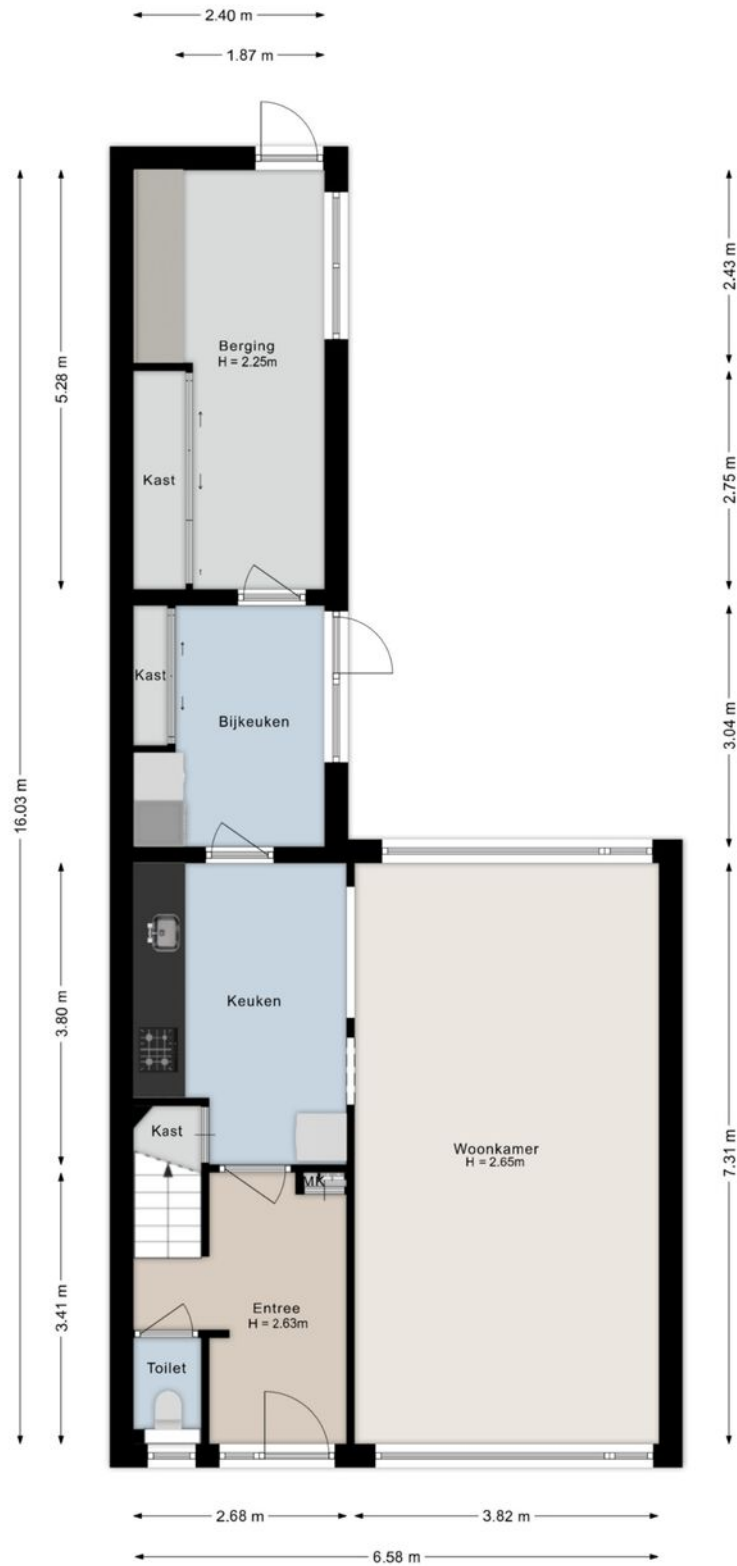 2.40 m
1.87 m
Berging
H = 2.25m
2.43 m
5.28 m
Kast
2.75 m
Kast
Bijkeuken
3.04 m
16.03 m
Keuken
3.80 m
Kast
Woonkamer
H = 2.65m
7.31 m
MK
Entree
H = 2.63m
3.41 m
Toilet
2.68 m
3.82 m
6.58 m